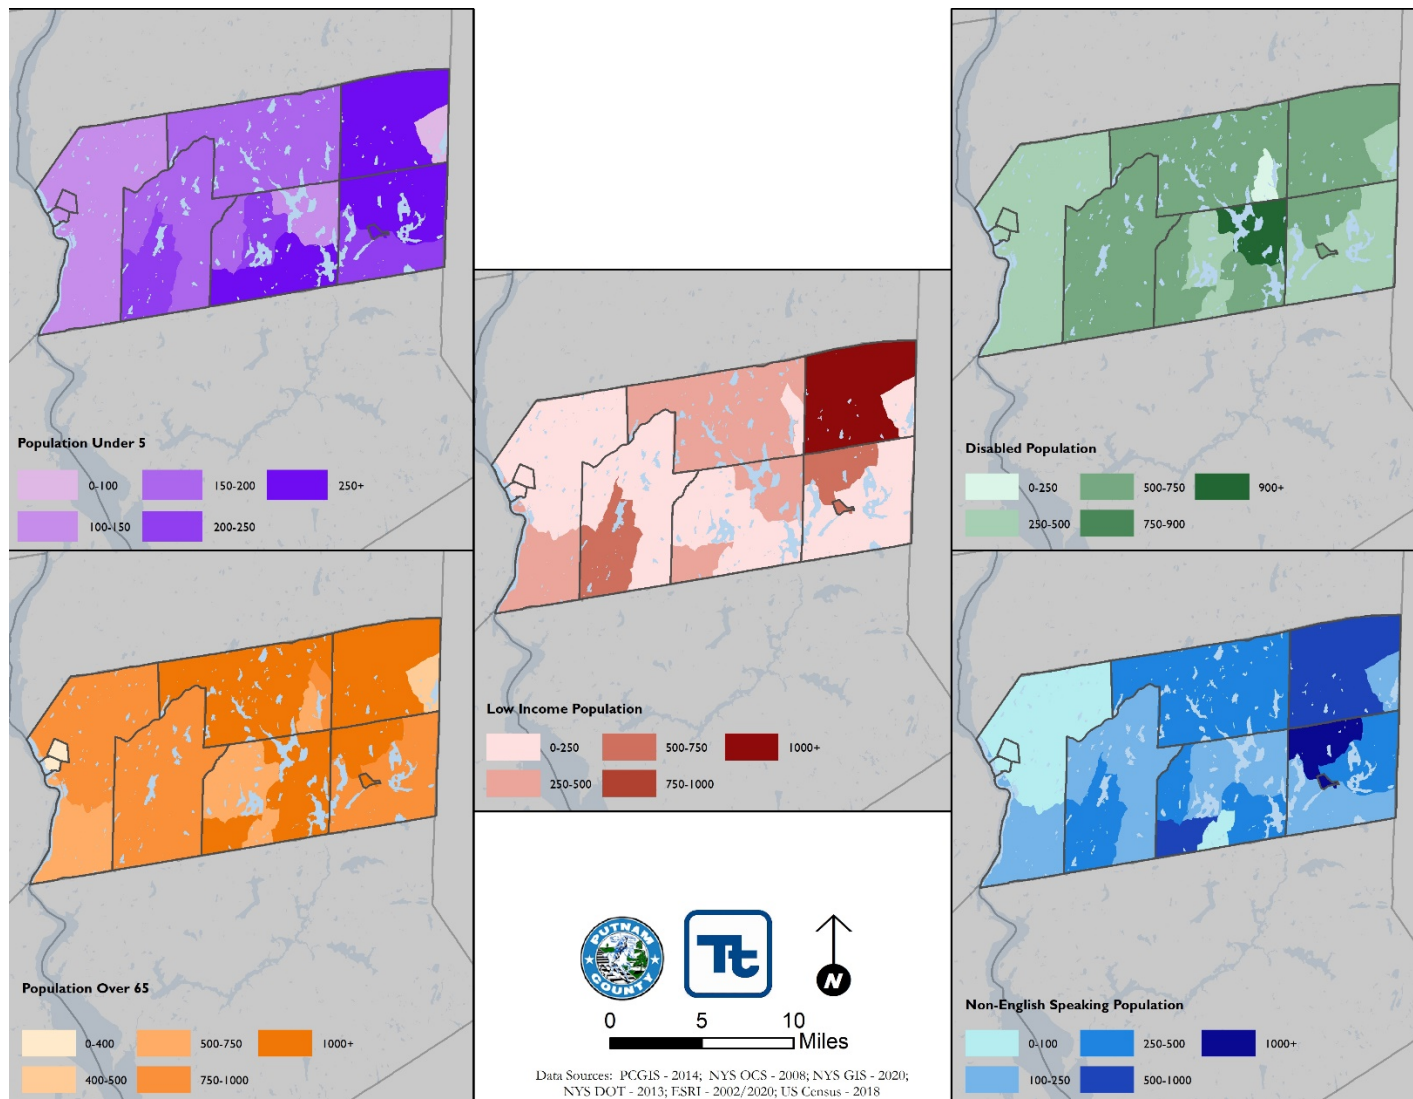 Population Under 5
0-100
150-200
250+
100-150
200-250
Disabled Population
0-250
500-750
900+
250-500
750-900
Low Income Population
0-250
500-750
1000+
250-500
750-1000
Population Over 65
0-400
500-750
1000+
400-500
750-1000
PUTNAM
COUNTY
Tt
N
0 5 10
Miles
Data Sources: PCGIS - 2014; NYS OCS - 2008; NYS GIS - 2020;
NYS DOT - 2013; ESRI - 2002/2020; US Census - 2018
Non-English Speaking Population
0-100
250-500
1000+
100-250
500-1000